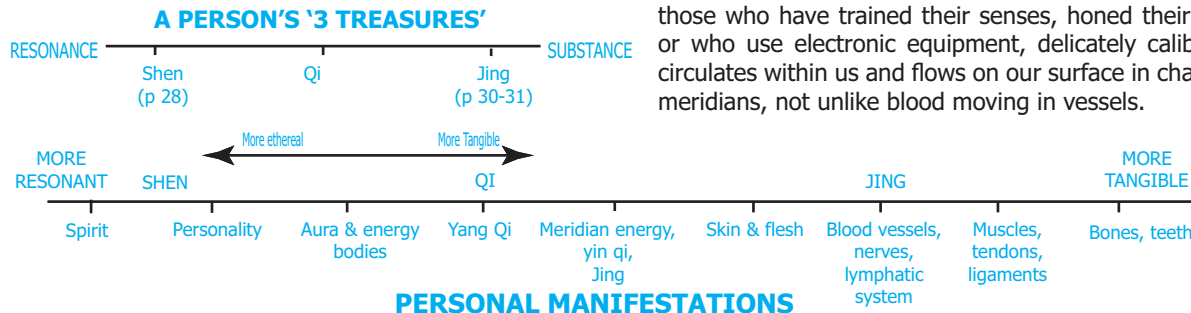 A PERSON'S ‘3 TREASURES’
RESONANCE
SUBSTANCE
Shen
(p 28)
Qi
Jing
(p 30-31)
those who have trained their senses, honed their
or who use electronic equipment, delicately calib
circulates within us and flows on our surface in cha
meridians, not unlike blood moving in vessels.
More ethereal
More Tangible
MORE
RESONANT
SHEN
QI
JING
MORE
TANGIBLE
Spirit
Personality
Aura & energy
bodies
Yang Qi
Meridian energy,
yin qi,
Jing
Skin & flesh
Blood vessels,
nerves,
lymphatic
system
Muscles,
tendons,
ligaments
Bones, teeth
PERSONAL MANIFESTATIONS